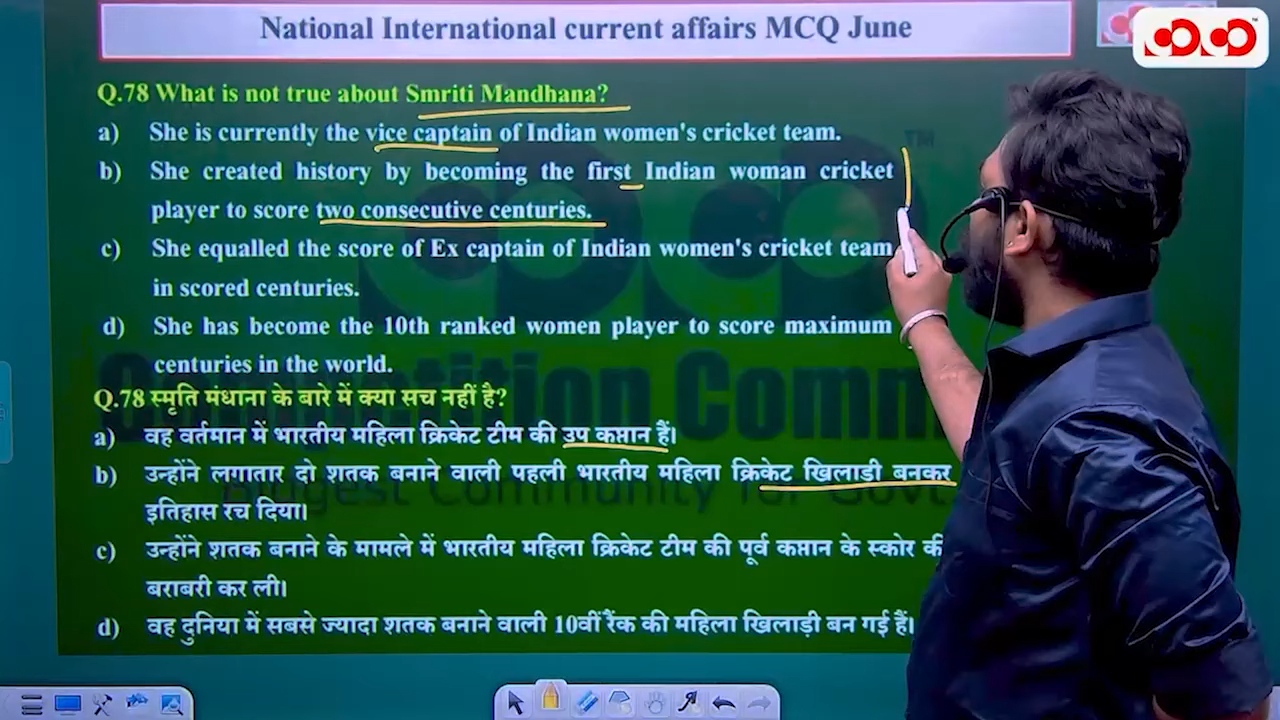 National International current affairs MCQ June
Q.78 What is not true about Smriti Mandhana?
a) She is currently the vice captain of Indian women's cricket team.
b) She created history by becoming the first Indian woman cricket
player to score two consecutive centuries.
c) She equalled the score of Ex captain of Indian women's cricket team
in scored centuries.
d) She has become the 10th ranked women player to score maximum
centuries in the world.
Q.78 स्मृति मंधाना के बारे में क्या सच नहीं है?
a) वह वर्तमान में भारतीय महिला क्रिकेट टीम की उप कप्तान हैं।
b) उन्होंने लगातार दो शतक बनाने वाली पहली भारतीय महिला क्रिकेट खिलाड़ी बनकर
इतिहास रच दिया।
c) उन्होंने शतक बनाने के मामले में भारतीय महिला क्रिकेट टीम की पूर्व कप्तान के स्कोर की
बराबरी कर ली।
d) वह दुनिया में सबसे ज्यादा शतक बनाने वाली 10वीं रैंक की महिला खिलाड़ी बन गई हैं।